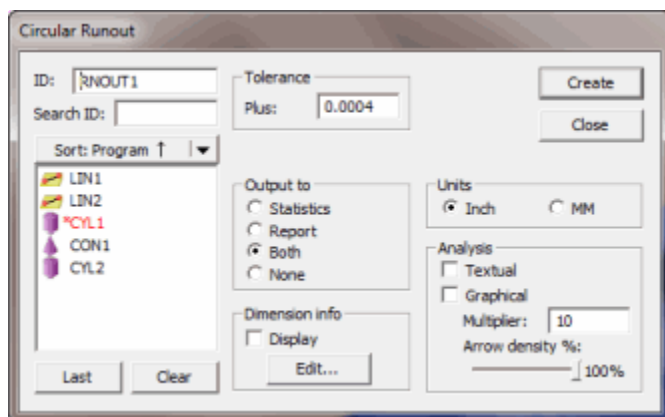 Circular Runout
ID: RNOUT1
Search ID:
Sort: Program ↑
LIN1
LIN2
*CYL1
CON1
CYL2
Last Clear
Tolerance
Plus: 0.0004
Output to
Statistics
Report
Both
None
Dimension info
Display
Edit...
Create
Close
Units
Inch MM
Analysis
Textual
Graphical
Multiplier: 10
Arrow density %:
100%